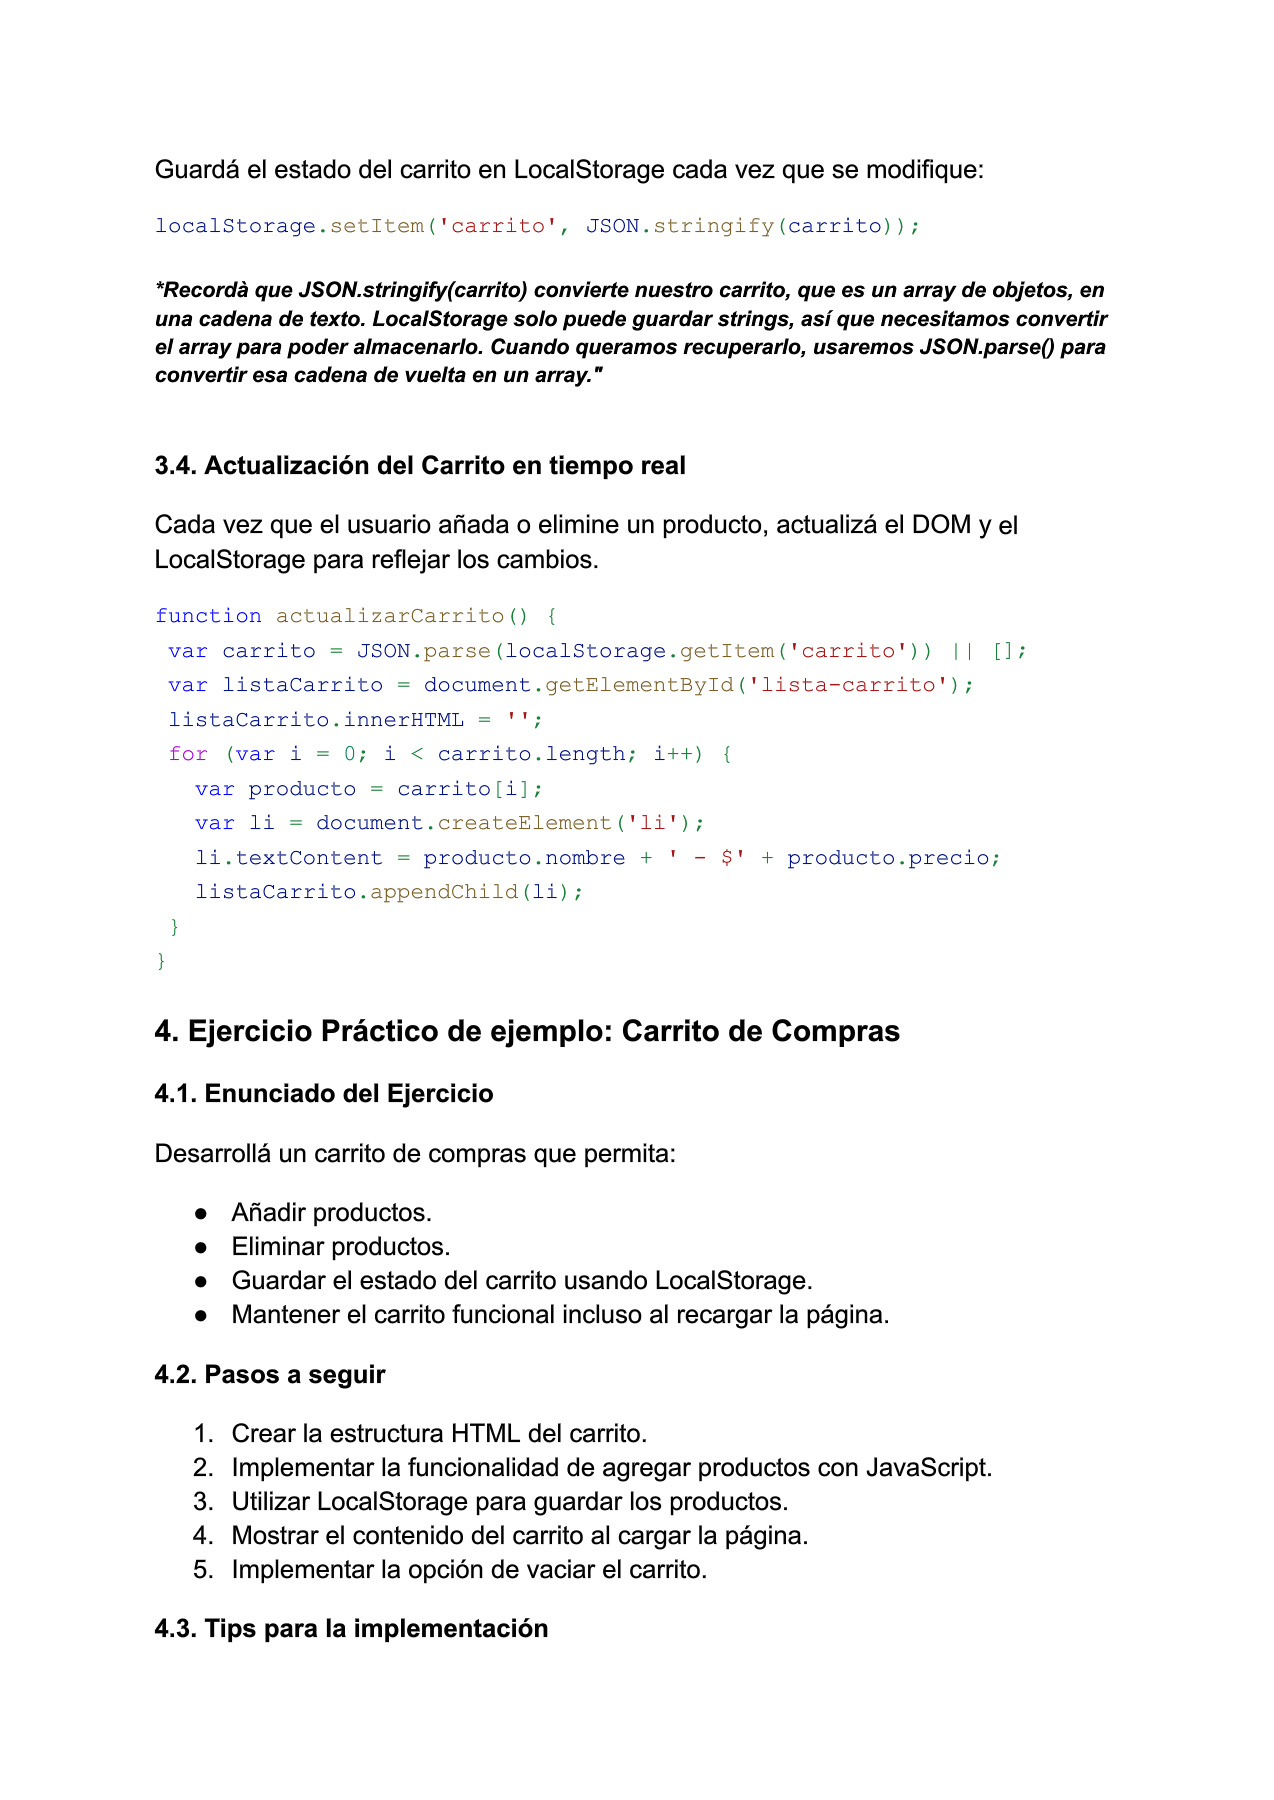 Guardá el estado del carrito en LocalStorage cada vez que se modifique:
localStorage.setItem('carrito', JSON.stringify(carrito));
*Recordà que JSON.stringify(carrito) convierte nuestro carrito, que es un array de objetos, en
una cadena de texto. LocalStorage solo puede guardar strings, así que necesitamos convertir
el array para poder almacenarlo. Cuando queramos recuperarlo, usaremos JSON.parse() para
convertir esa cadena de vuelta en un array."
3.4. Actualización del Carrito en tiempo real
Cada vez que el usuario añada o elimine un producto, actualizá el DOM y el
LocalStorage para reflejar los cambios.
function actualizarCarrito() {
 var carrito = JSON.parse(localStorage.getItem('carrito')) || [];
 var listaCarrito = document.getElementById('lista-carrito');
 listaCarrito.innerHTML = '';
 for (var i = 0; i < carrito.length; i++) {
   var producto = carrito[i];
   var li = document.createElement('li');
   li.textContent = producto.nombre + ' - $' + producto.precio;
   listaCarrito.appendChild(li);
 }
}
4. Ejercicio Práctico de ejemplo: Carrito de Compras
4.1. Enunciado del Ejercicio
Desarrollá un carrito de compras que permita:
● Añadir productos.
● Eliminar productos.
● Guardar el estado del carrito usando LocalStorage.
● Mantener el carrito funcional incluso al recargar la página.
4.2. Pasos a seguir
1. Crear la estructura HTML del carrito.
2. Implementar la funcionalidad de agregar productos con JavaScript.
3. Utilizar LocalStorage para guardar los productos.
4. Mostrar el contenido del carrito al cargar la página.
5. Implementar la opción de vaciar el carrito.
4.3. Tips para la implementación